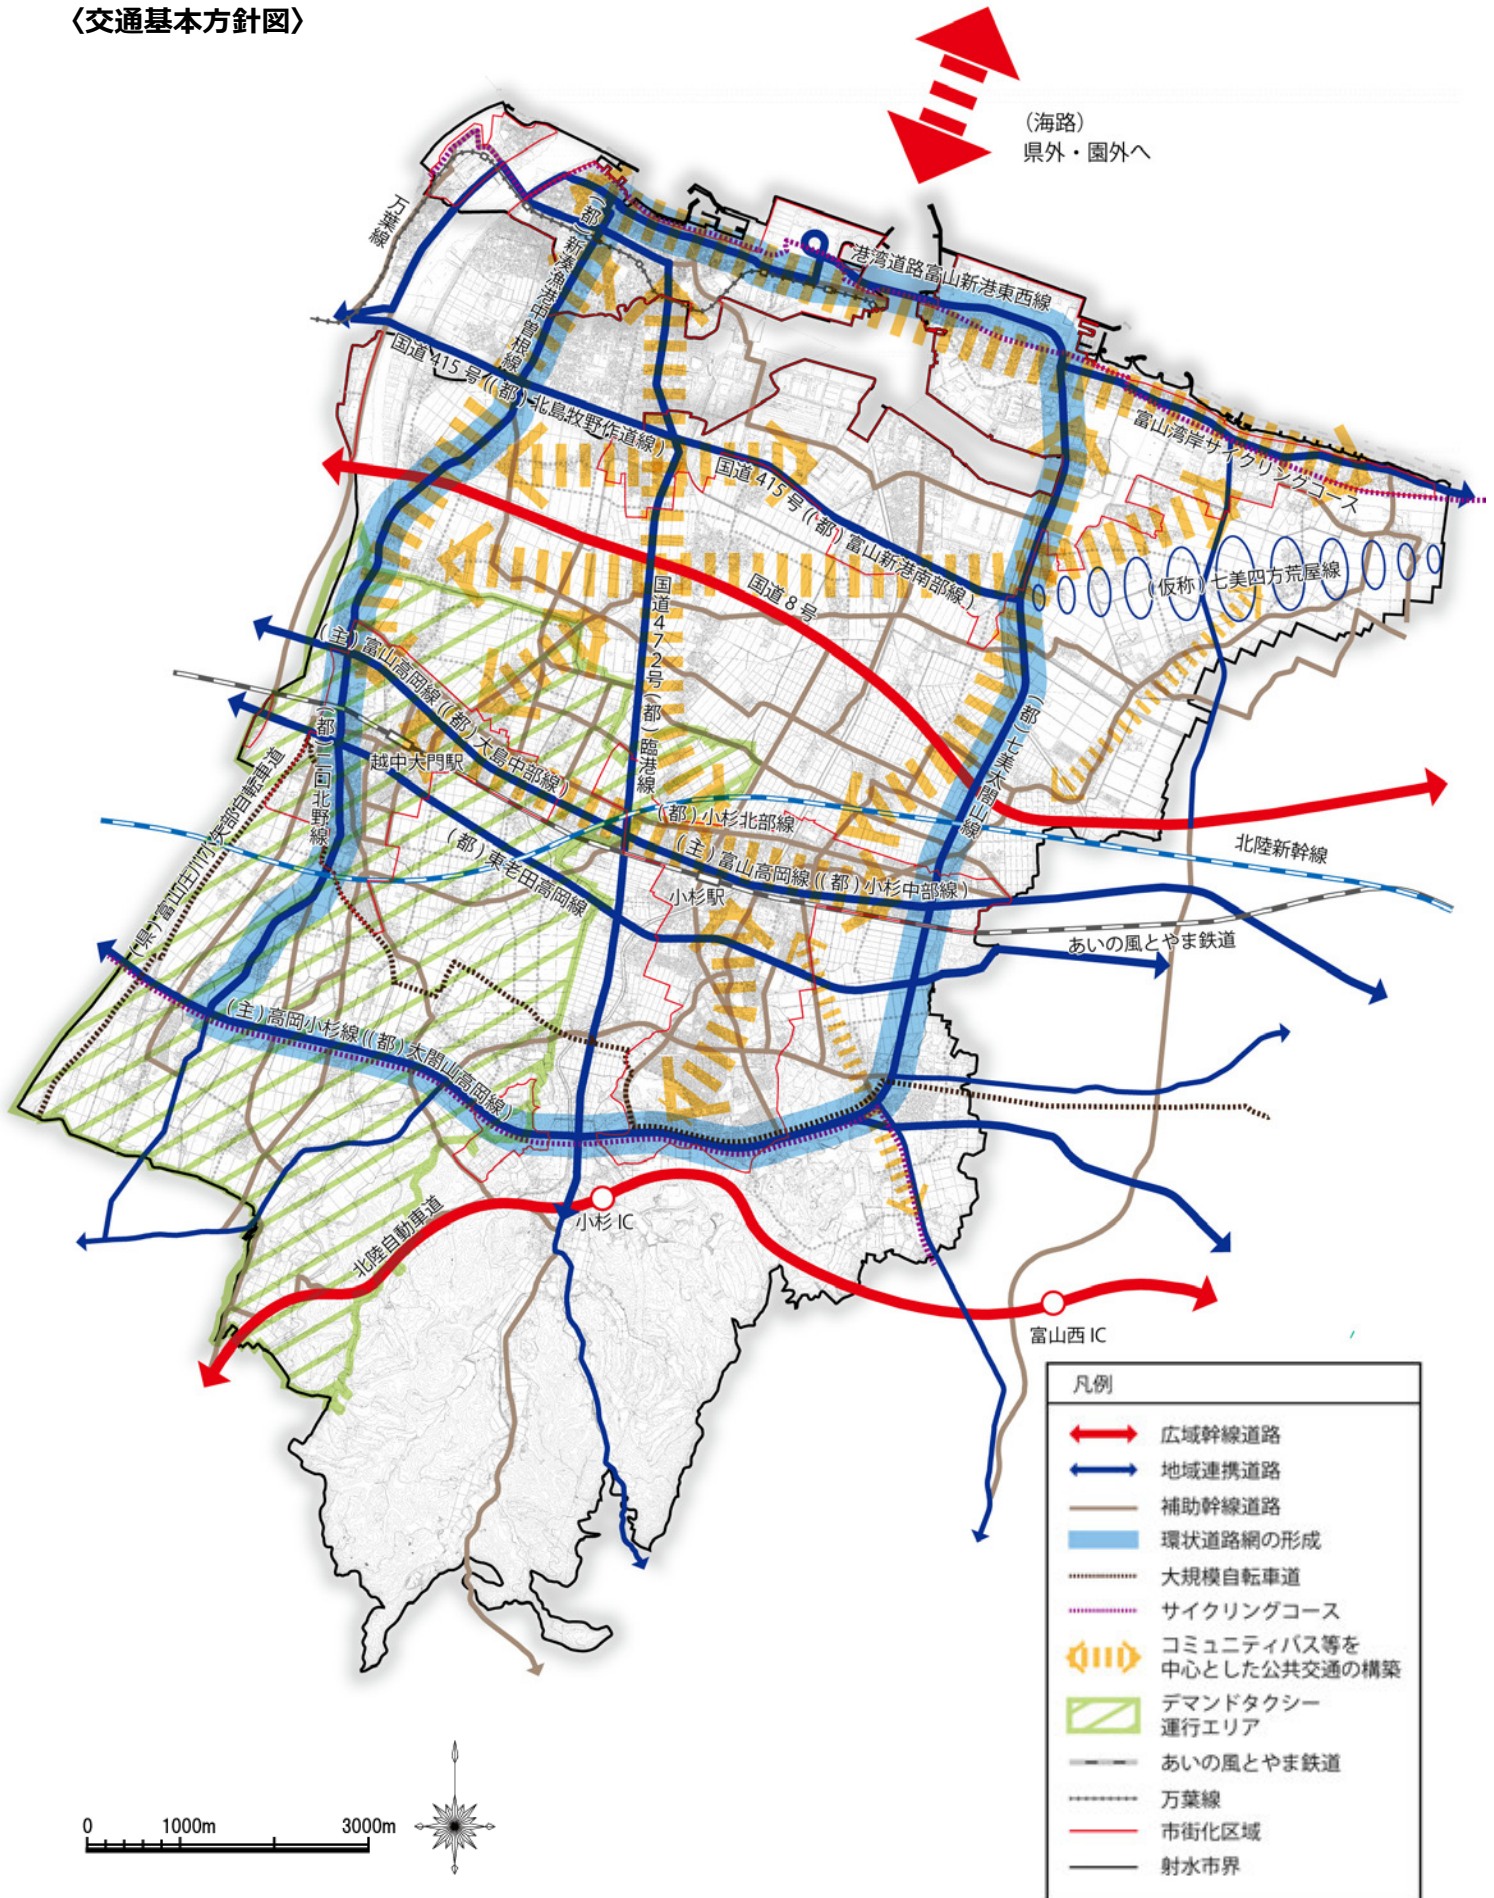 〈交通基本方針図〉
（海路）
県外・圏外へ
万葉線
（都）新湊漁港中曽根線
港湾道路富山新港東西線
国道415号（（都）北島牧野作道線）
富山湾岸サイクリングコース
国道415号（（都）富山新港南部線）
国道8号
（仮称）七美四方荒屋線
国道472号（都）臨港線
（主）富山高岡線（（都）大島中部線）
（都）七美太閤山線
（都）二口北野線
越中大門駅
（都）小杉北部線
（県）富山庄川小矢部自転車道
（都）東老田高岡線
（主）富山高岡線（（都）小杉中部線）
北陸新幹線
小杉駅
あいの風とやま鉄道
（主）高岡小杉線（（都）太閤山高岡線）
北陸自動車道
小杉IC
富山西IC
凡例
広域幹線道路
地域連携道路
補助幹線道路
環状道路網の形成
大規模自転車道
サイクリングコース
コミュニティバス等を
中心とした公共交通の構築
デマンドタクシー
運行エリア
あいの風とやま鉄道
万葉線
市街化区域
射水市界
0 1000m 3000m